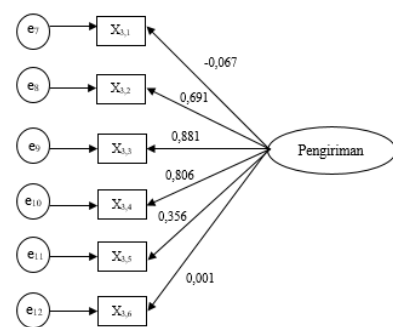 e7
X3,1
-0,067
e8
X3,2
0,691
e9
X3,3
0,881
Pengiriman
e10
X3,4
0,806
e11
X3,5
0,356
e12
X3,6
0,001